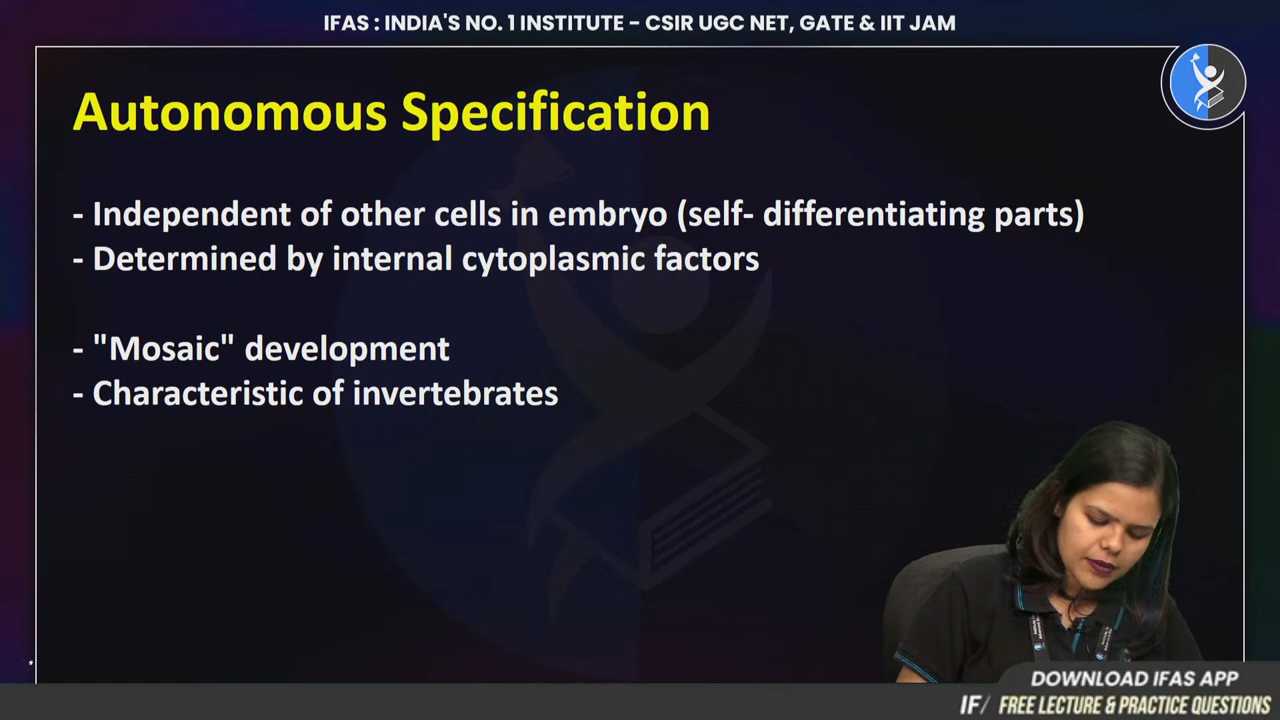 IFAS : INDIA'S NO. 1 INSTITUTE – CSIR UGC NET, GATE & IIT JAM
Autonomous Specification
- Independent of other cells in embryo (self- differentiating parts)
- Determined by internal cytoplasmic factors
- "Mosaic" development
- Characteristic of invertebrates
DOWNLOAD IFAS APP
IF/ FREE LECTURE & PRACTICE QUESTIONS